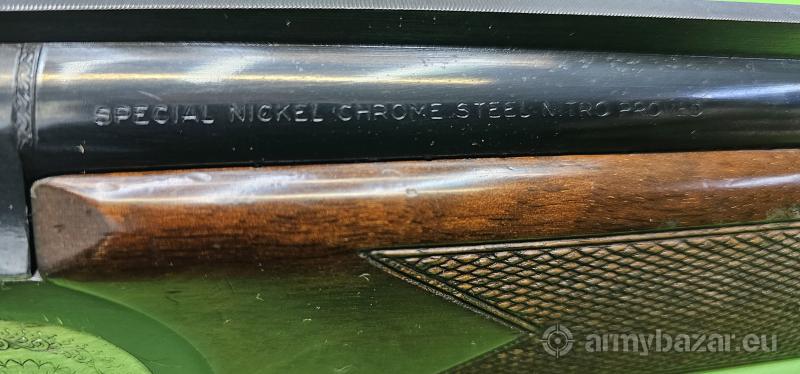 SPECIAL NICKEL CHROME STEEL NITRO PROVED
armybazar.eu